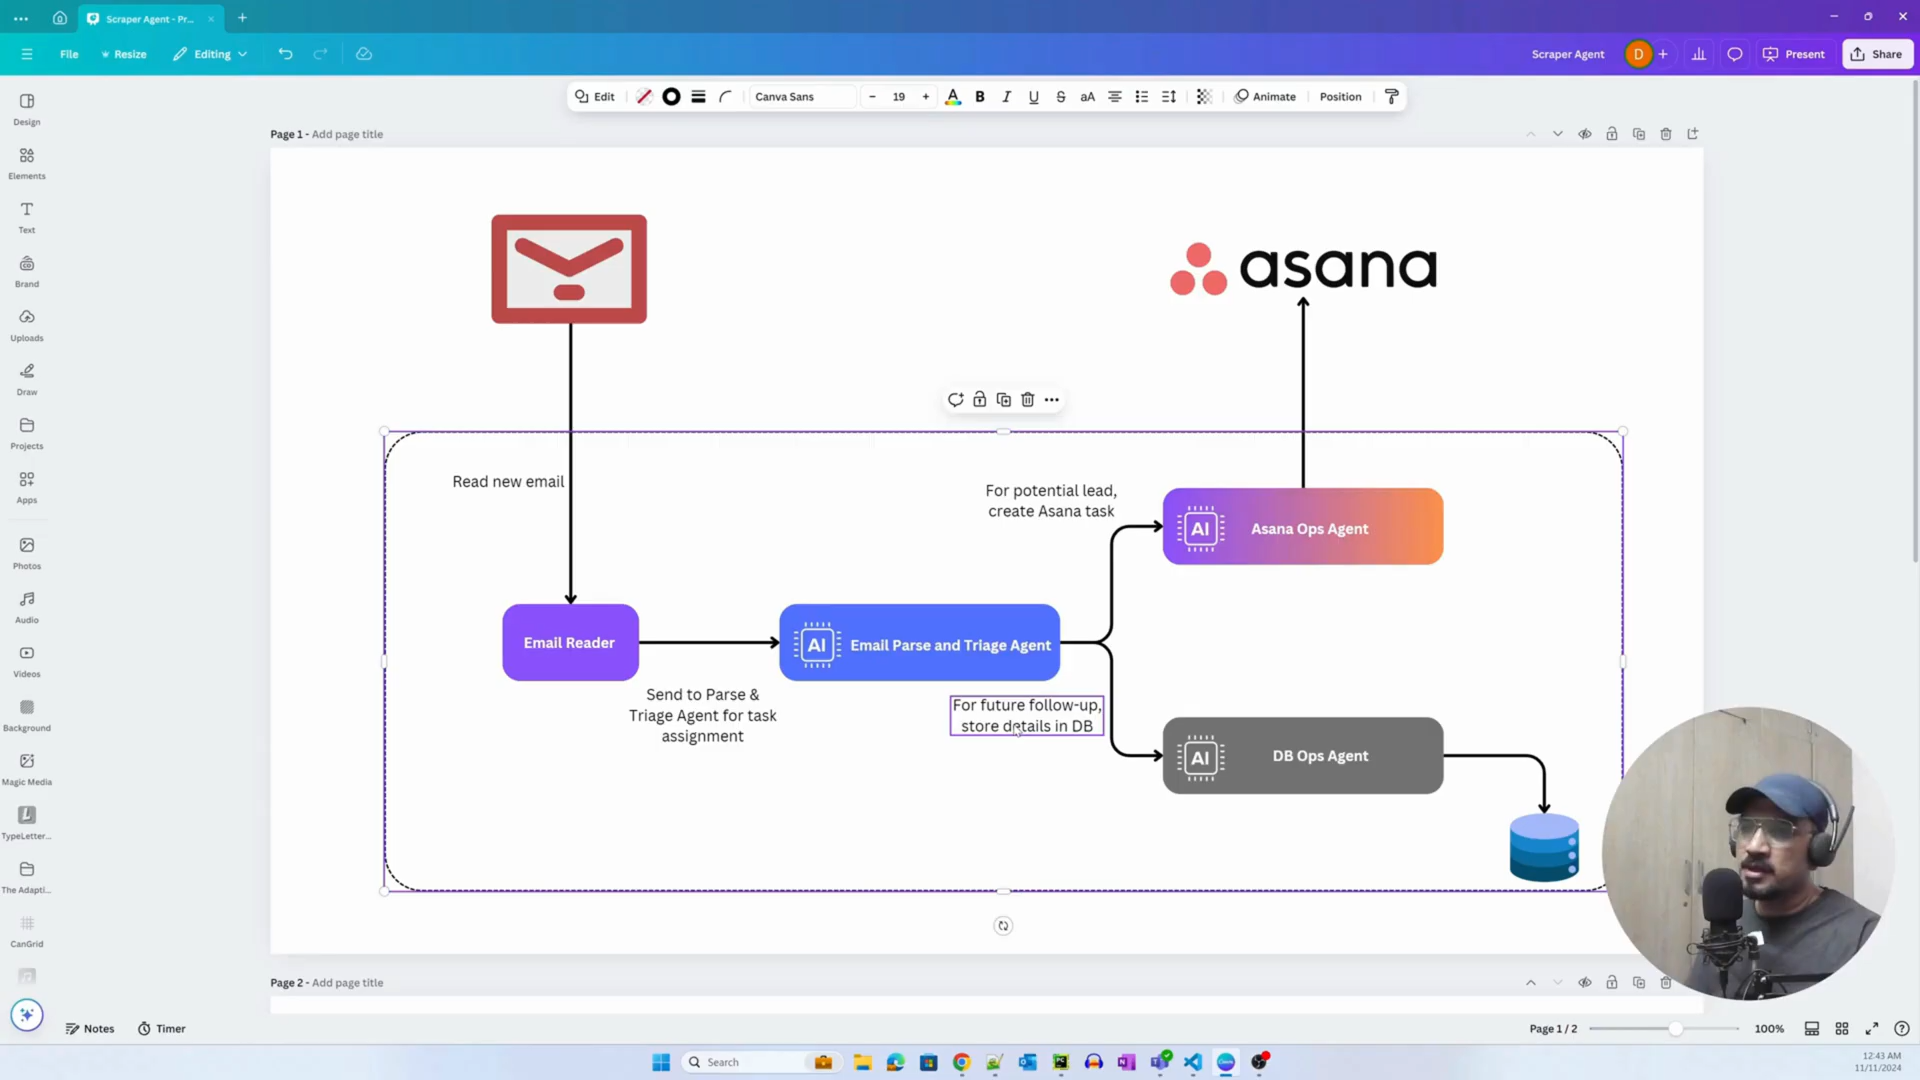 Scraper Agent - Pr...
File
Resize
Editing
Scraper Agent
D
Present
Share
Edit
Canva Sans
19
B
I
U
S
aA
Animate
Position
Page 1 - Add page title
Design
Elements
Text
Brand
Uploads
Draw
Projects
Apps
Photos
Audio
Videos
Background
Magic Media
TypeLetter...
The Adapti...
CanGrid
asana
Read new email
For potential lead,
create Asana task
AI
Asana Ops Agent
Email Reader
AI
Email Parse and Triage Agent
Send to Parse &
Triage Agent for task
assignment
For future follow-up,
store details in DB
AI
DB Ops Agent
Page 2 - Add page title
Notes
Timer
Page 1 / 2
100%
Search
12:43 AM
11/11/2024